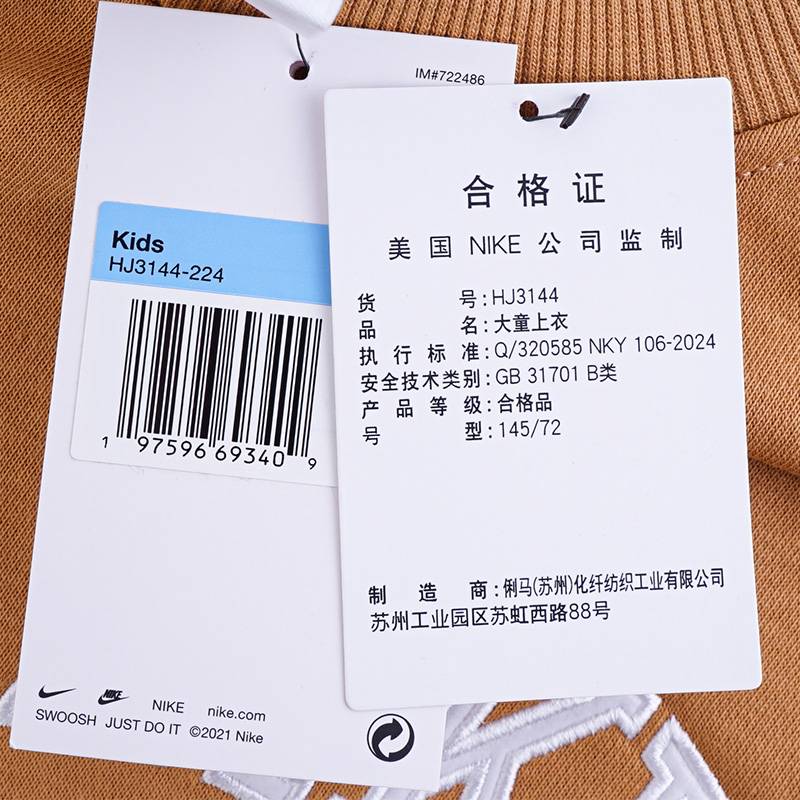 IM#722486
Kids
HJ3144-224
1 97596 69340 9
NIKE
NIKE nike.com
SWOOSH JUST DO IT ©2021 Nike
合格证
美国NIKE公司监制
货号:HJ3144
品名:大童上衣
执行标准:Q/320585 NKY 106-2024
安全技术类别:GB 31701 B类
产品等级:合格品
号型:145/72
制造商:俐马(苏州)化纤纺织工业有限公司
苏州工业园区苏虹西路88号